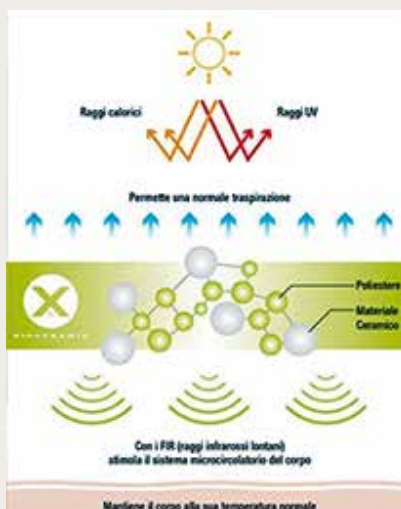 Raggi calorici
Raggi UV
Permette una normale traspirazione
X
Poliestere
Materiale
Ceramico
Con i FIR (raggi infrarossi lontani)
stimola il sistema microcircolatorio del corpo
Mantiene il corpo alla sua temperatura normale